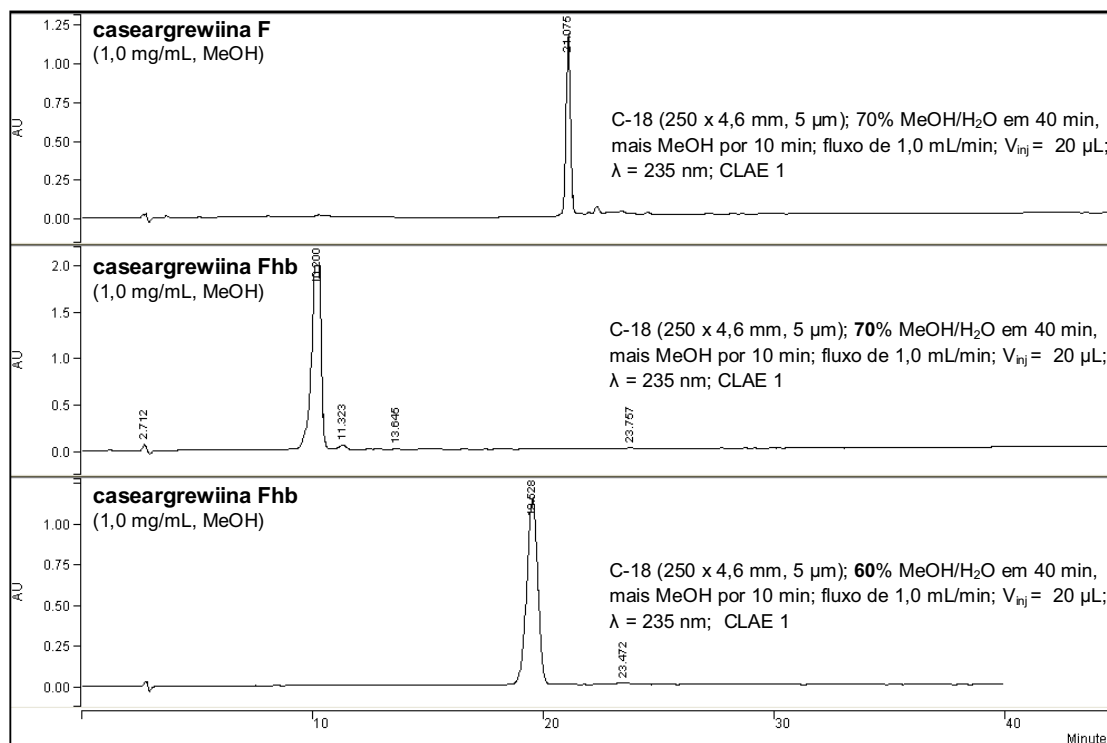 caseargrewiina F
(1,0 mg/mL, MeOH)
1.25
1.00
0.75
0.50
0.25
0.00
AU
21.075
C-18 (250 x 4,6 mm, 5 µm); 70% MeOH/H₂O em 40 min,
mais MeOH por 10 min; fluxo de 1,0 mL/min; Vᵢₙⱼ = 20 µL;
λ = 235 nm; CLAE 1
caseargrewiina Fhb
(1,0 mg/mL, MeOH)
2.0
1.5
1.0
0.5
0.0
AU
2.712
10.200
11.323
13.645
23.757
C-18 (250 x 4,6 mm, 5 µm); 70% MeOH/H₂O em 40 min,
mais MeOH por 10 min; fluxo de 1,0 mL/min; Vᵢₙⱼ = 20 µL;
λ = 235 nm; CLAE 1
caseargrewiina Fhb
(1,0 mg/mL, MeOH)
1.00
0.75
0.50
0.25
0.00
AU
19.528
23.472
C-18 (250 x 4,6 mm, 5 µm); 60% MeOH/H₂O em 40 min,
mais MeOH por 10 min; fluxo de 1,0 mL/min; Vᵢₙⱼ = 20 µL;
λ = 235 nm; CLAE 1
10
20
30
40
Minute